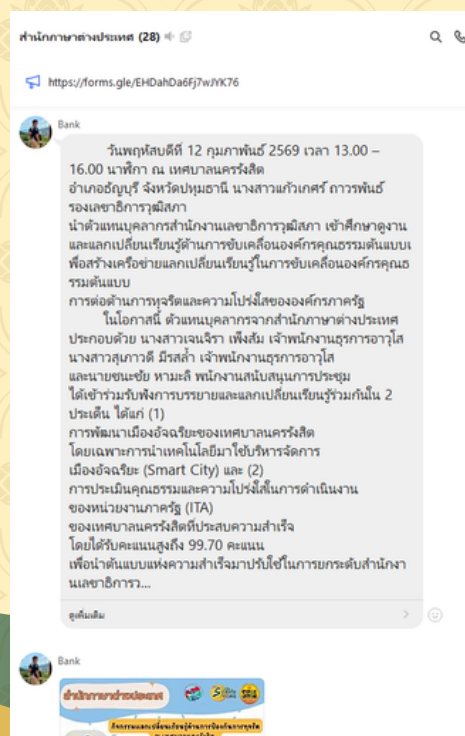 สำนักภาษาต่างประเทศ (28)
https://forms.gle/EHDahDa6Fj7wJYK76
Bank
วันพฤหัสบดีที่ 12 กุมภาพันธ์ 2569 เวลา 13.00 –
16.00 นาฬิกา ณ เทศบาลนครรังสิต
อำเภอธัญบุรี จังหวัดปทุมธานี นางสาวแก้วเกศร์ ถาวรพันธ์
รองเลขาธิการวุฒิสภา
นำตัวแทนบุคลากรสำนักงานเลขาธิการวุฒิสภา เข้าศึกษาดูงาน
และแลกเปลี่ยนเรียนรู้ด้านการขับเคลื่อนองค์กรคุณธรรมต้นแบบเ
พื่อสร้างเครือข่ายแลกเปลี่ยนเรียนรู้ในการขับเคลื่อนองค์กรคุณธ
รรมต้นแบบ
การต่อต้านการทุจริตและความโปร่งใสขององค์กรภาครัฐ
ในโอกาสนี้ ตัวแทนบุคลากรจากสำนักภาษาต่างประเทศ
ประกอบด้วย นางสาวเจนจิรา เพ็งส้ม เจ้าพนักงานธุรการอาวุโส
นางสาวสุภาวดี มีรสล้ำ เจ้าพนักงานธุรการอาวุโส
และนายชนะชัย หามะลิ พนักงานสนับสนุนการประชุม
ได้เข้าร่วมรับฟังการบรรยายและแลกเปลี่ยนเรียนรู้ร่วมกันใน 2
ประเด็น ได้แก่ (1)
การพัฒนาเมืองอัจฉริยะของเทศบาลนครรังสิต
โดยเฉพาะการนำเทคโนโลยีมาใช้บริหารจัดการ
เมืองอัจฉริยะ (Smart City) และ (2)
การประเมินคุณธรรมและความโปร่งใสในการดำเนินงาน
ของหน่วยงานภาครัฐ (ITA)
ของเทศบาลนครรังสิตที่ประสบความสำเร็จ
โดยได้รับคะแนนสูงถึง 99.70 คะแนน
เพื่อนำต้นแบบแห่งความสำเร็จมาปรับใช้ในการยกระดับสำนักงา
นเลขาธิการว...
ดูเพิ่มเติม
Bank
สำนักภาษาต่างประเทศ
กิจกรรมแลกเปลี่ยนเรียนรู้ด้านการป้องกันการทุจริต